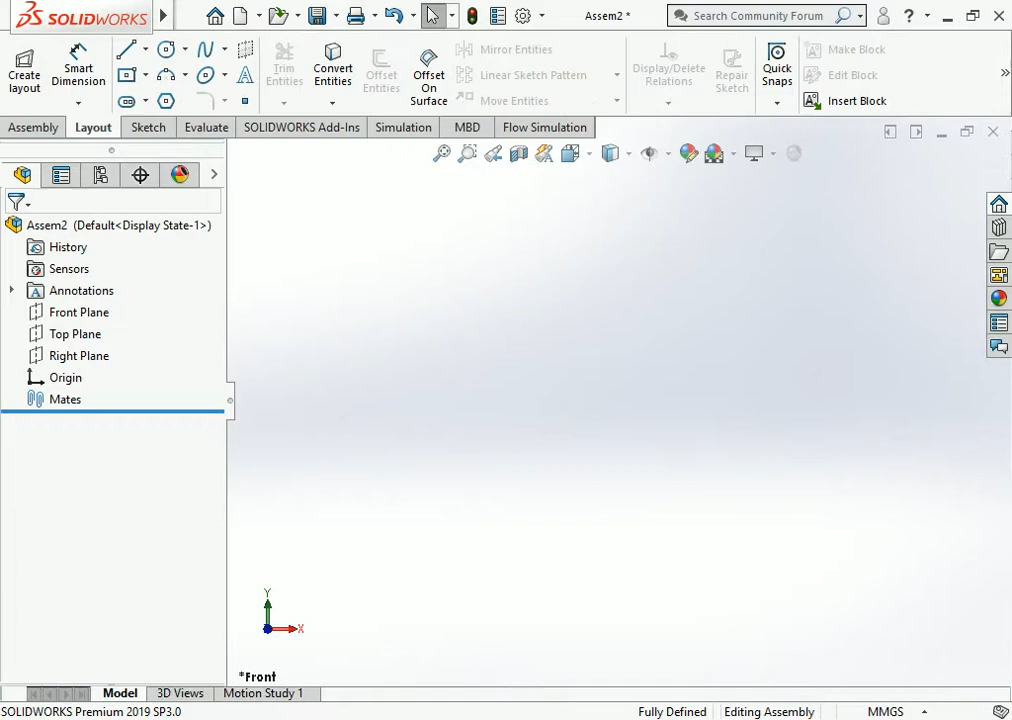 SOLIDWORKS
Assem2 *
Search Community Forum
Create layout
Smart Dimension
Trim Entities
Convert Entities
Offset Entities
Offset On Surface
Mirror Entities
Linear Sketch Pattern
Move Entities
Display/Delete Relations
Repair Sketch
Quick Snaps
Make Block
Edit Block
Insert Block
Assembly
Layout
Sketch
Evaluate
SOLIDWORKS Add-Ins
Simulation
MBD
Flow Simulation
Assem2 (Default<Display State-1>)
History
Sensors
Annotations
Front Plane
Top Plane
Right Plane
Origin
Mates
Y
X
*Front
Model
3D Views
Motion Study 1
SOLIDWORKS Premium 2019 SP3.0
Fully Defined
Editing Assembly
MMGS